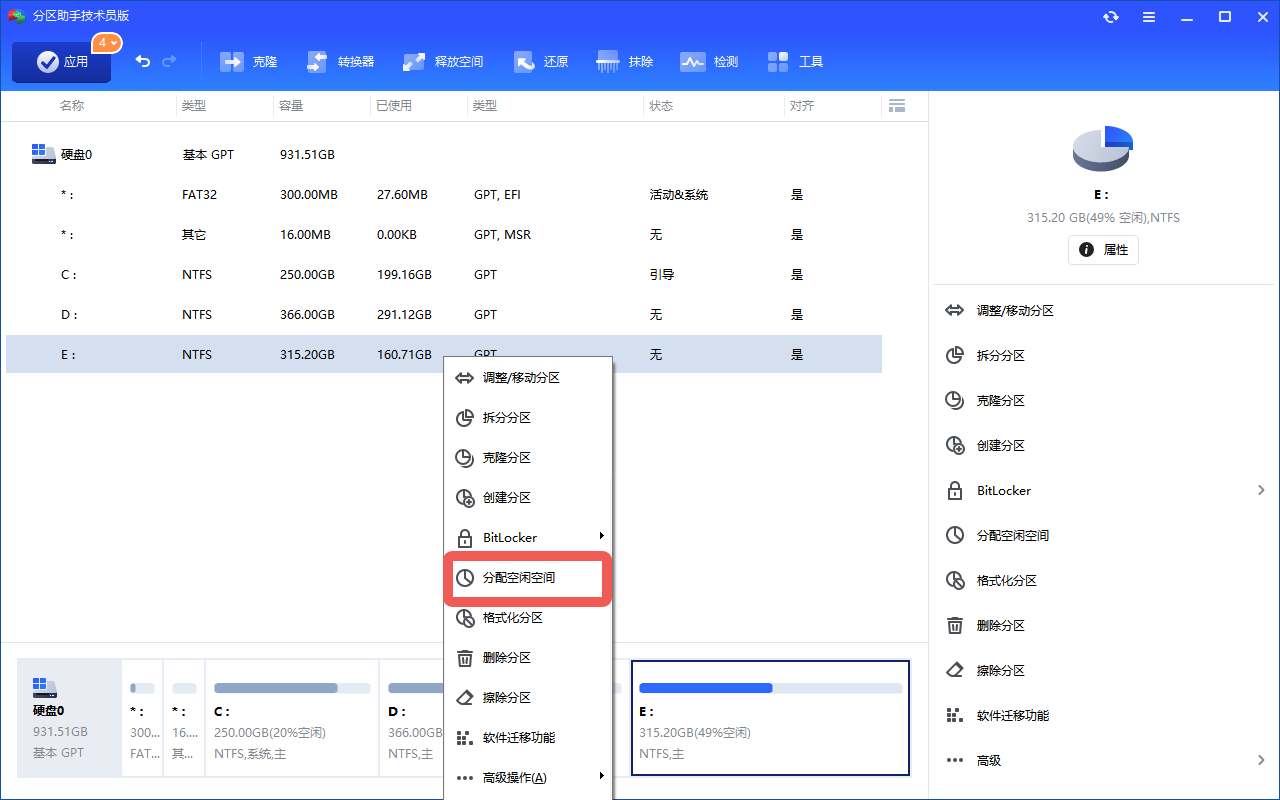 分区助手技术员版
应用
4
克隆
转换器
释放空间
还原
抹除
检测
工具
名称 类型 容量 已使用 类型 状态 对齐
硬盘0 基本 GPT 931.51GB
* : FAT32 300.00MB 27.60MB GPT, EFI 活动&系统 是
* : 其它 16.00MB 0.00KB GPT, MSR 无 是
C : NTFS 250.00GB 199.16GB GPT 引导 是
D : NTFS 366.00GB 291.12GB GPT 无 是
E : NTFS 315.20GB 160.71GB GPT 无 是
调整/移动分区
拆分分区
克隆分区
创建分区
BitLocker
分配空闲空间
格式化分区
删除分区
擦除分区
软件迁移功能
高级操作(A)
硬盘0
931.51GB
基本 GPT
* :
300...
FAT...
* :
16....
其...
C :
250.00GB(20%空闲)
NTFS,系统,主
D :
366.00GB
NTFS,主
E :
315.20GB(49%空闲)
NTFS,主
E :
315.20 GB(49% 空闲),NTFS
属性
调整/移动分区
拆分分区
克隆分区
创建分区
BitLocker
分配空闲空间
格式化分区
删除分区
擦除分区
软件迁移功能
高级